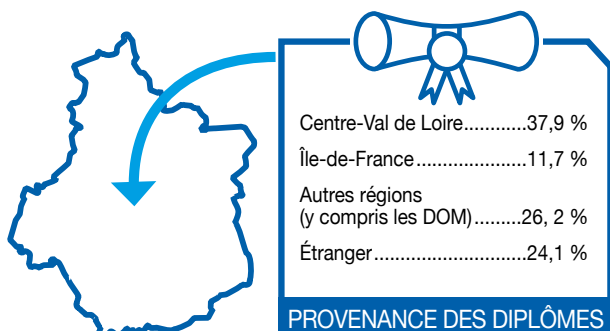 Centre-Val de Loire............37,9 %
Île-de-France....................11,7 %
Autres régions
(y compris les DOM).........26, 2 %
Étranger............................24,1 %
PROVENANCE DES DIPLÔMES